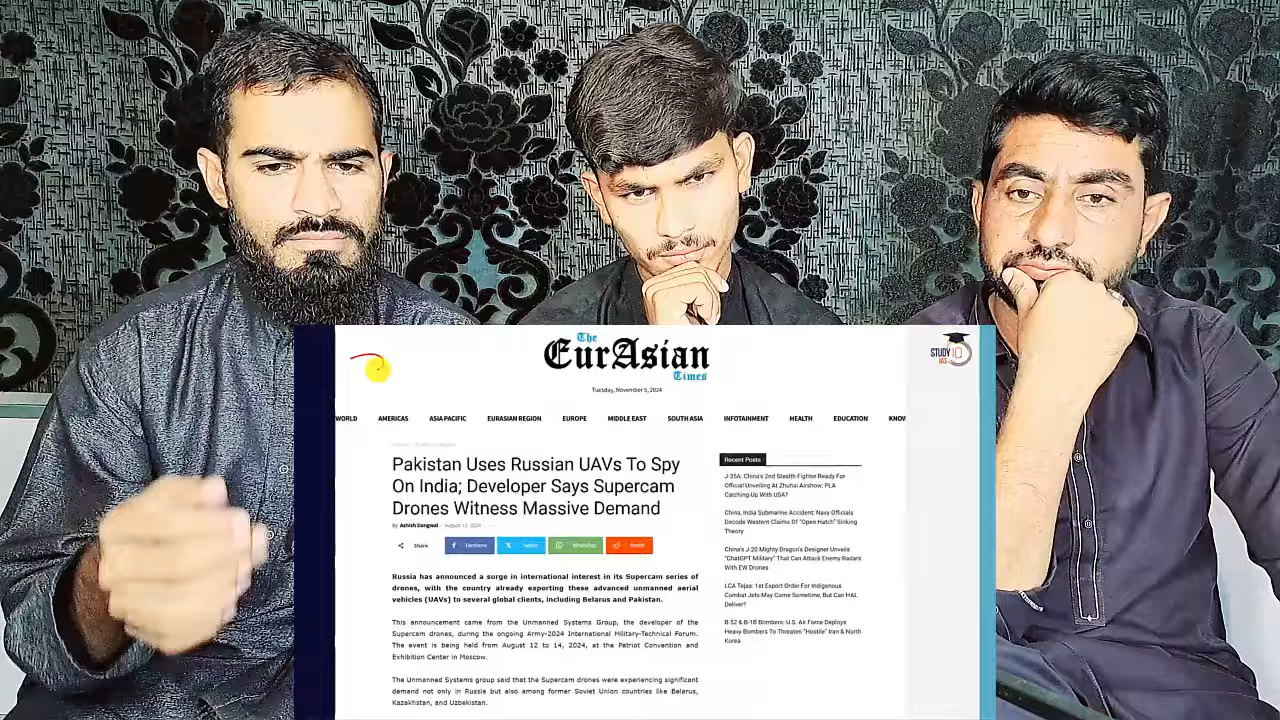 The
EurAsian
Times
Tuesday, November 5, 2024
STUDY IQ
IAS
WORLD AMERICAS ASIA PACIFIC EURASIAN REGION EUROPE MIDDLE EAST SOUTH ASIA INFOTAINMENT HEALTH EDUCATION KNOW
Pakistan Uses Russian UAVs To Spy
On India; Developer Says Supercam
Drones Witness Massive Demand
By Ashish Dangwal - August 13, 2024
Share Facebook Twitter WhatsApp ReddIt
Russia has announced a surge in international interest in its Supercam series of
drones, with the country already exporting these advanced unmanned aerial
vehicles (UAVs) to several global clients, including Belarus and Pakistan.
This announcement came from the Unmanned Systems Group, the developer of the
Supercam drones, during the ongoing Army-2024 International Military-Technical Forum.
The event is being held from August 12 to 14, 2024, at the Patriot Convention and
Exhibition Center in Moscow.
The Unmanned Systems group said that the Supercam drones were experiencing significant
demand not only in Russia but also among former Soviet Union countries like Belarus,
Kazakhstan, and Uzbekistan.
Recent Posts
J-35A: China's 2nd Stealth Fighter Ready For
Official Unveiling At Zhuhai Airshow; PLA
Catching-Up With USA?
China, India Submarine Accident: Navy Officials
Decode Western Claims Of "Open Hatch" Sinking
Theory
China's J-20 Mighty Dragon's Designer Unveils
"ChatGPT Military" That Can Attack Enemy Radars
With EW Drones
LCA Tejas: 1st Export Order For Indigenous
Combat Jets May Come Sometime, But Can HAL
Deliver?
B-52 & B-1B Bombers: U.S. Air Force Deploys
Heavy Bombers To Threaten "Hostile" Iran & North
Korea